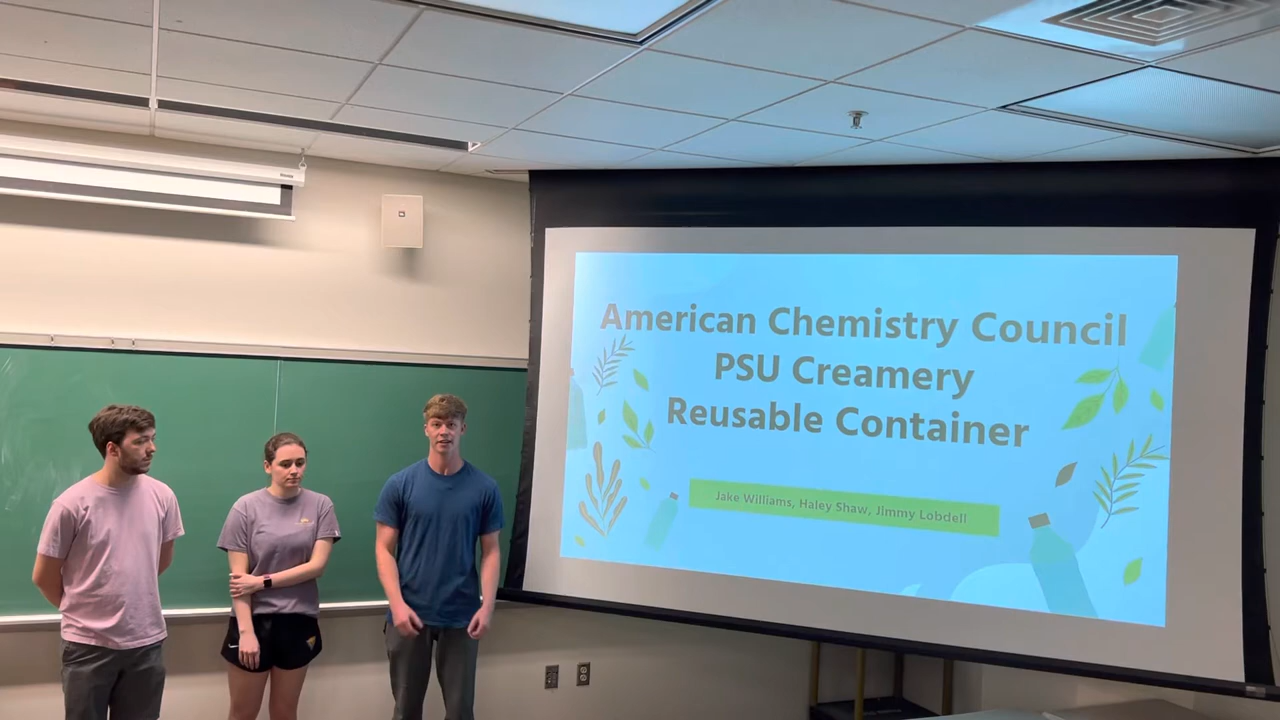 American Chemistry Council
PSU Creamery
Reusable Container
Jake Williams, Haley Shaw, JImmy Lobdell